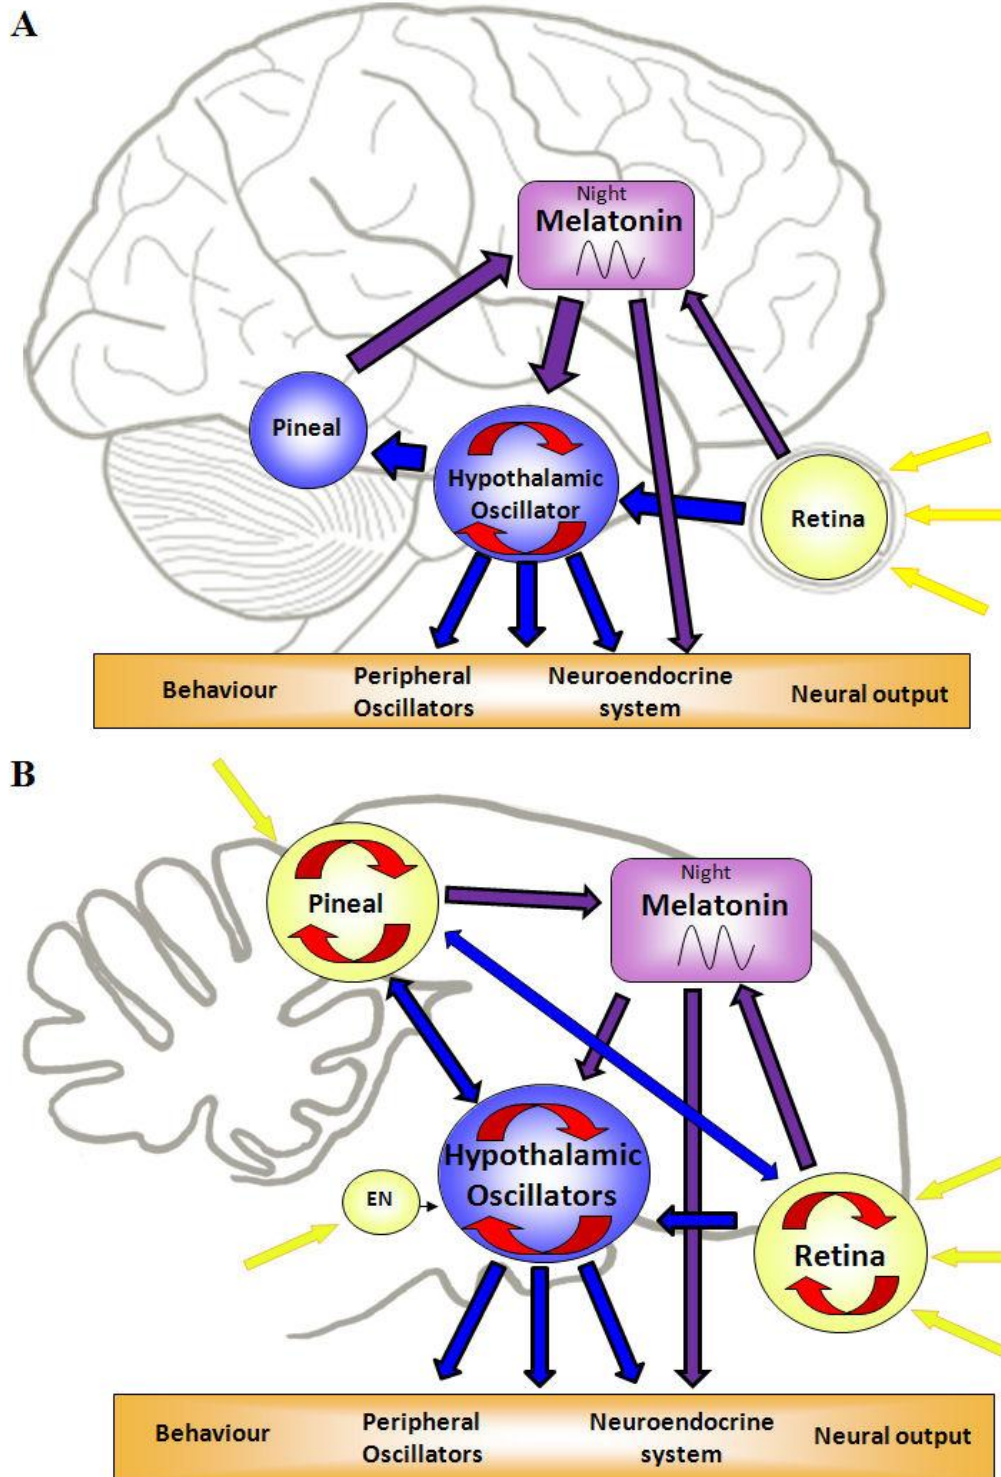 A
Night
Melatonin
Pineal
Hypothalamic
Oscillator
Retina
Behaviour
Peripheral
Oscillators
Neuroendocrine
system
Neural output
B
Pineal
Night
Melatonin
Hypothalamic
Oscillators
EN
Retina
Behaviour
Peripheral
Oscillators
Neuroendocrine
system
Neural output